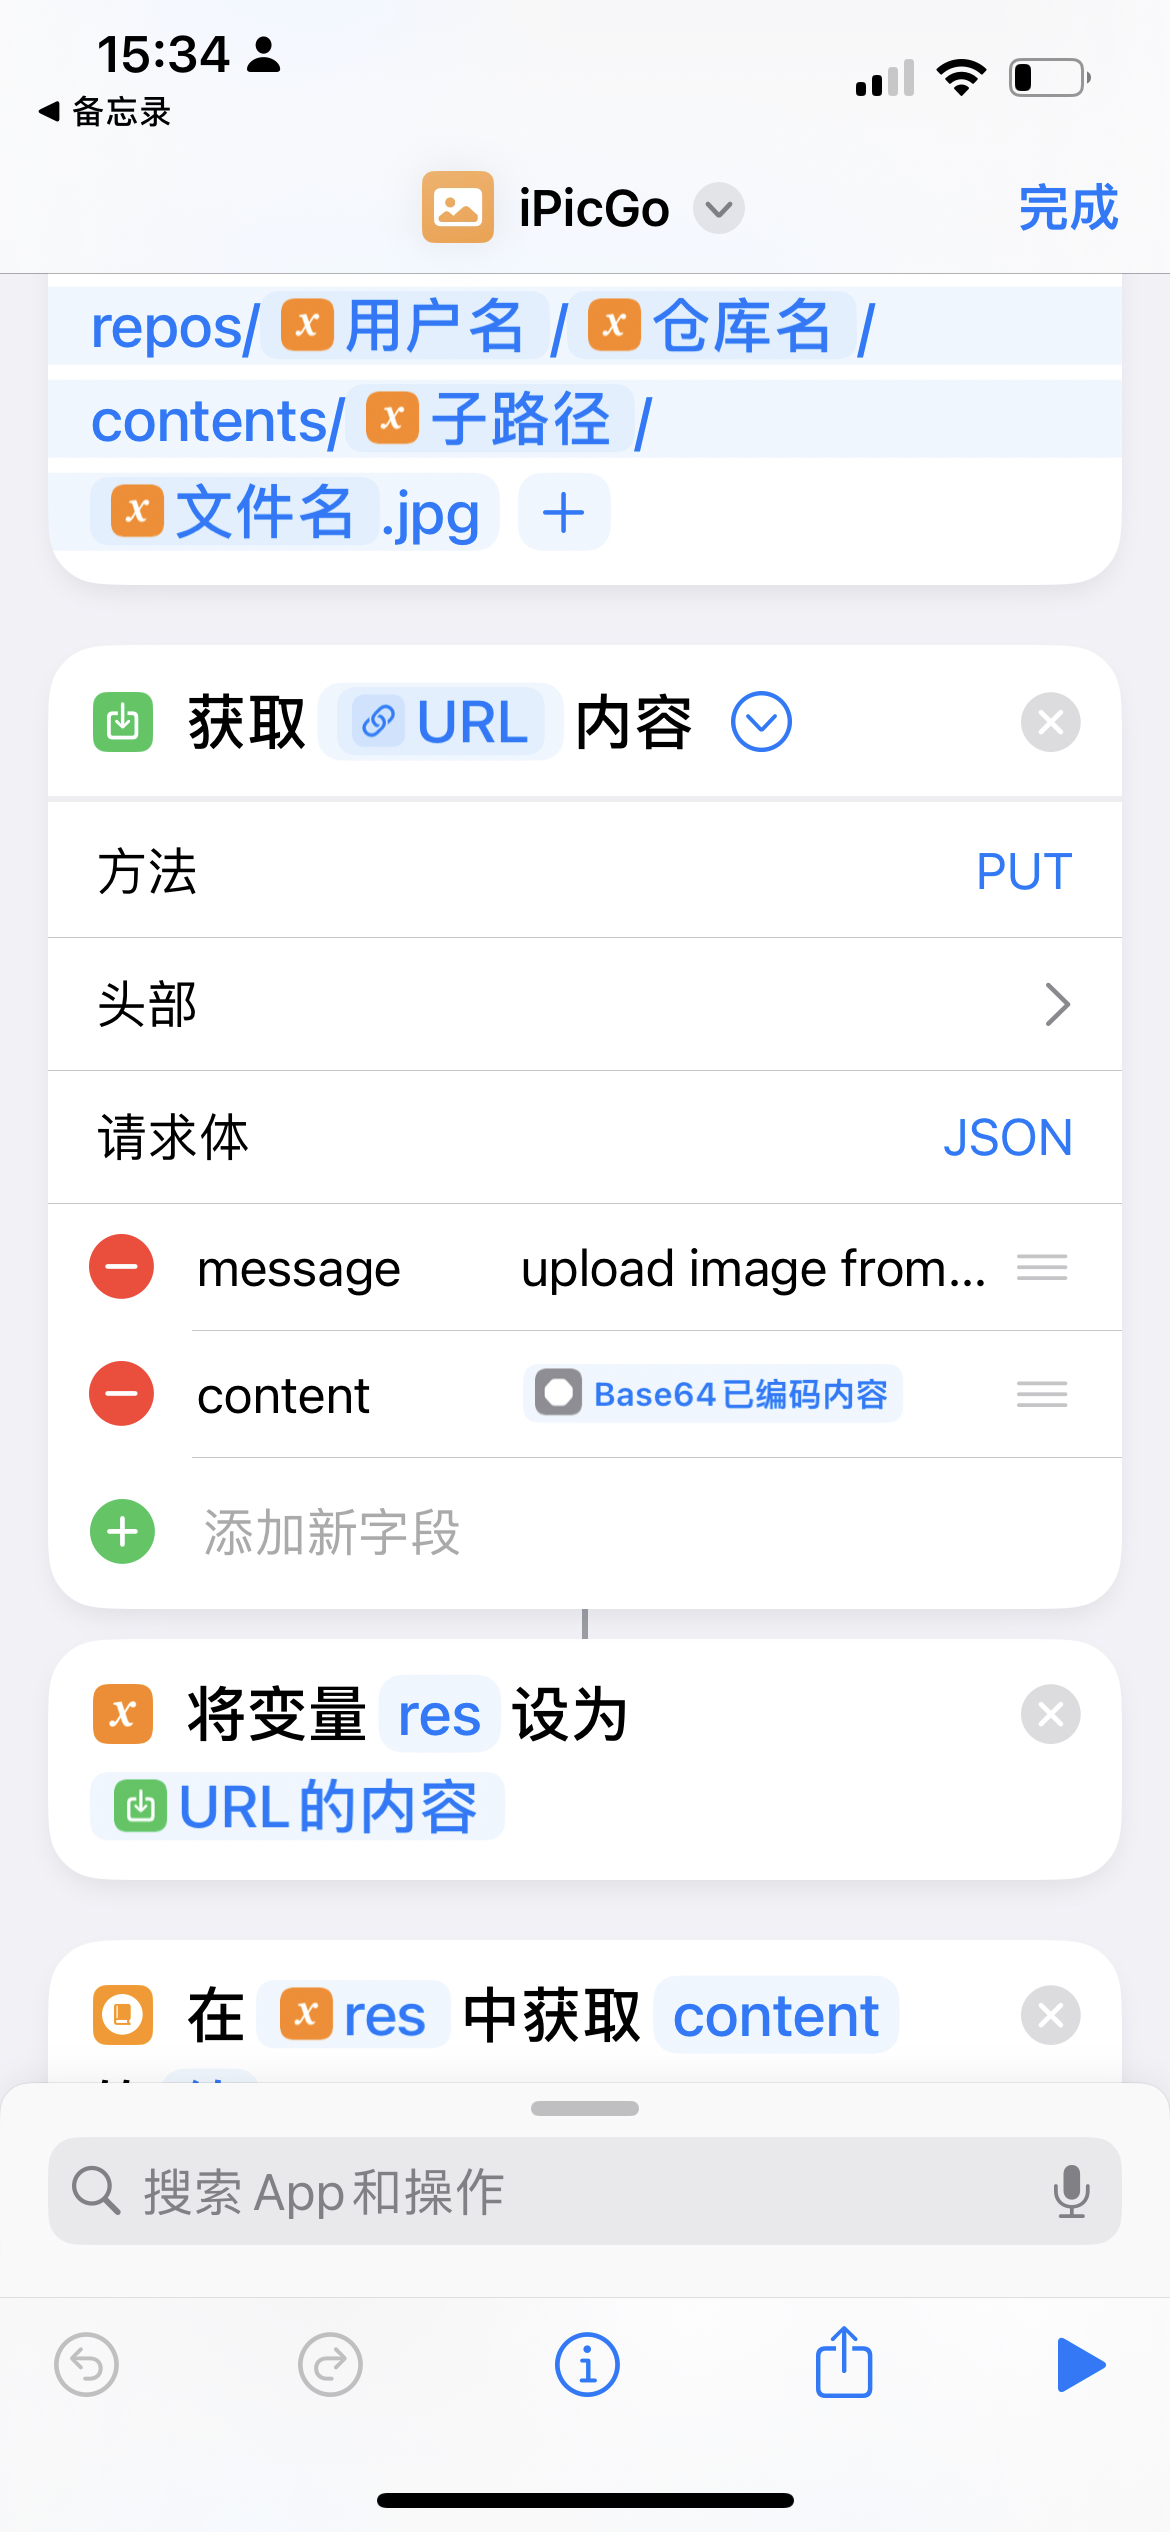 15:34
备忘录
iPicGo
完成
repos/ 用户名 / 仓库名 /
contents/ 子路径 /
文件名 .jpg
获取 URL 内容
方法 PUT
头部
请求体 JSON
message upload image from...
content Base64已编码内容
添加新字段
将变量 res 设为
URL的内容
在 res 中获取 content
搜索 App 和操作